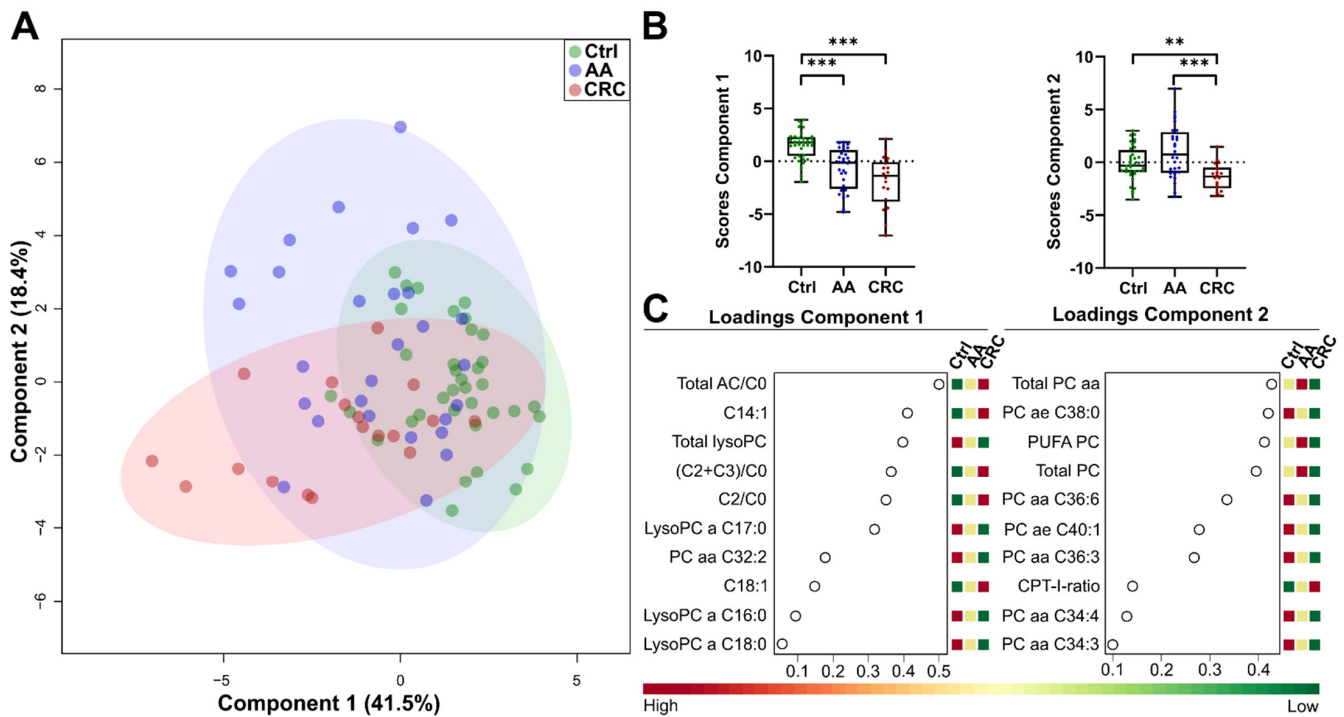 A
Ctrl
AA
CRC
8
6
4
2
0
−2
−4
−6
Component 2 (18.4%)
−5
0
5
Component 1 (41.5%)
B
Scores Component 1
10
5
0
-5
-10
***
***
Ctrl
AA
CRC
Scores Component 2
10
5
0
-5
-10
**
***
Ctrl
AA
CRC
C
Loadings Component 1
Ctrl
AA
CRC
Total AC/C0
C14:1
Total lysoPC
(C2+C3)/C0
C2/C0
LysoPC a C17:0
PC aa C32:2
C18:1
LysoPC a C16:0
LysoPC a C18:0
0.1 0.2 0.3 0.4 0.5
Loadings Component 2
Ctrl
AA
CRC
Total PC aa
PC ae C38:0
PUFA PC
Total PC
PC aa C36:6
PC ae C40:1
PC aa C36:3
CPT-I-ratio
PC aa C34:4
PC aa C34:3
0.1 0.2 0.3 0.4
High
Low